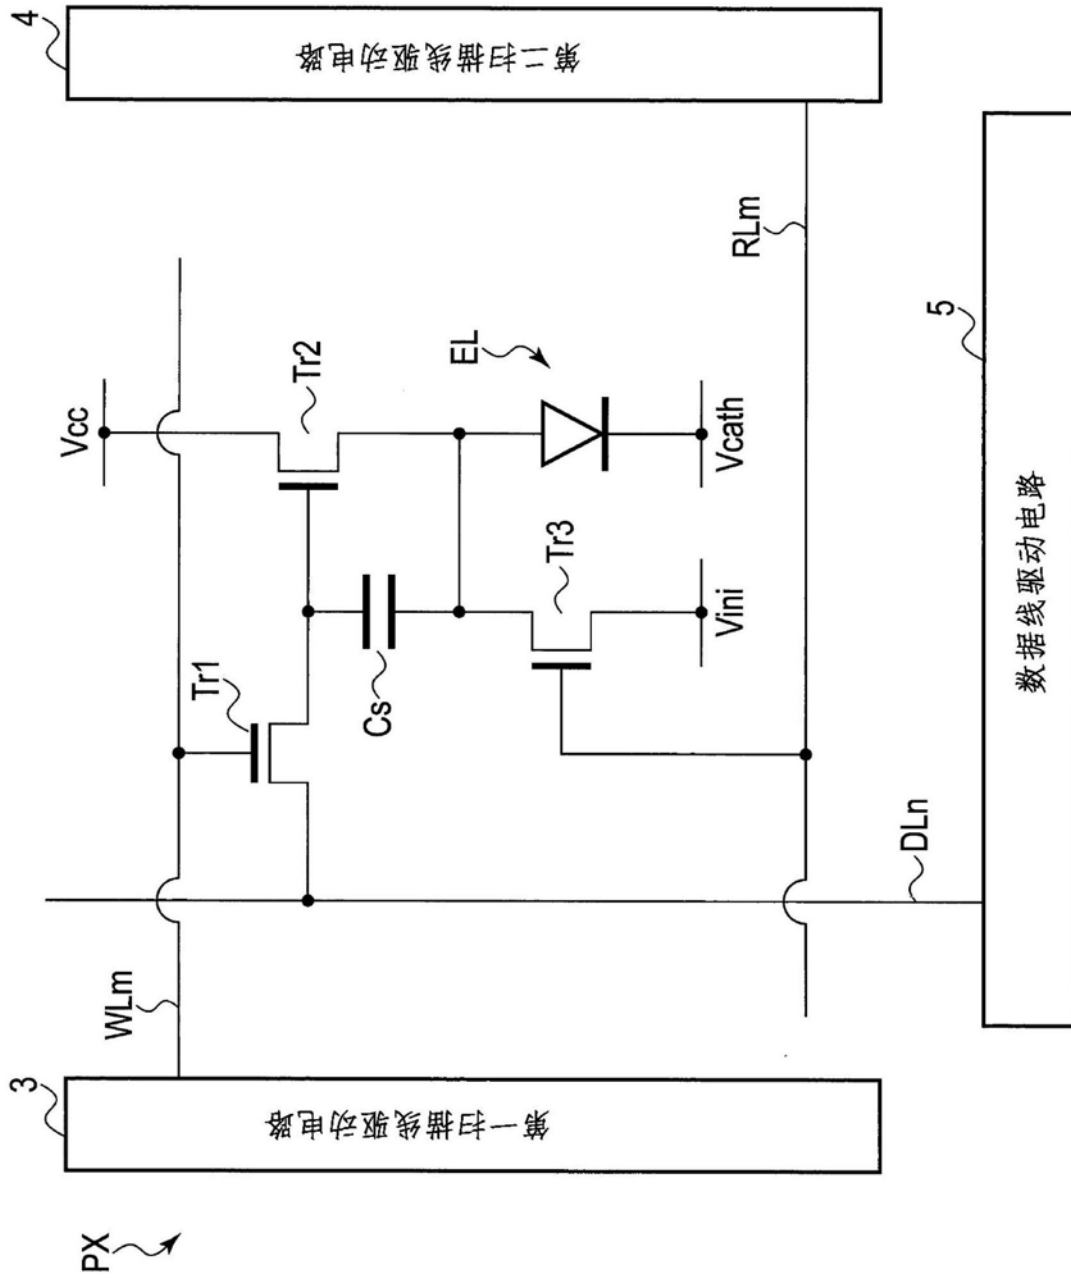 PX
3
第一扫描线驱动电路
WLm
Tr1
Vcc
Tr2
Cs
EL
Tr3
Vini
Vcath
DLn
RLm
4
第二扫描线驱动电路
5
数据线驱动电路